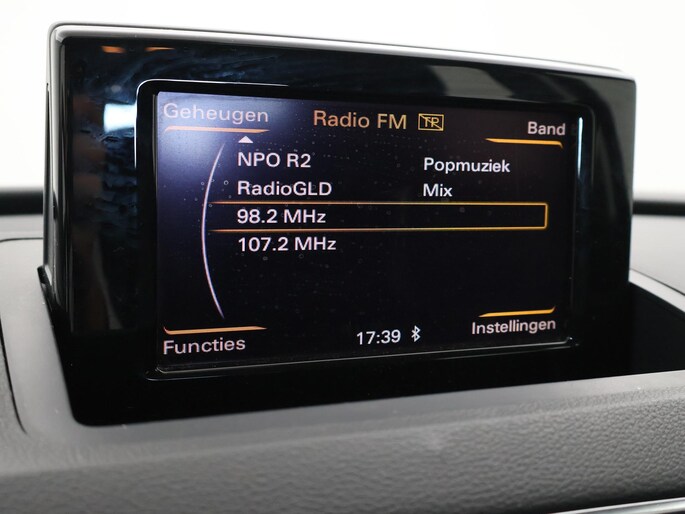 Geheugen Radio FM TP Band
NPO R2 Popmuziek
RadioGLD Mix
98.2 MHz
107.2 MHz
Functies 17:39 Instellingen